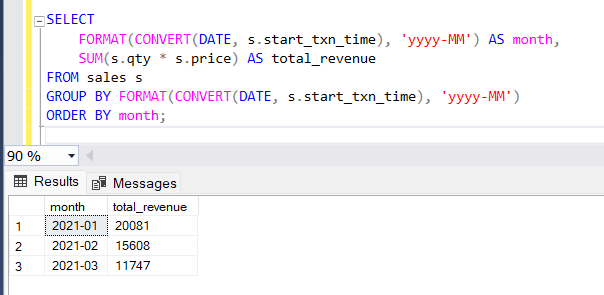 SELECT
FORMAT(CONVERT(DATE, s.start_txn_time), 'yyyy-MM') AS month,
SUM(s.qty * s.price) AS total_revenue
FROM sales s
GROUP BY FORMAT(CONVERT(DATE, s.start_txn_time), 'yyyy-MM')
ORDER BY month;
90 %
Results Messages
month total_revenue
1 2021-01 20081
2 2021-02 15608
3 2021-03 11747